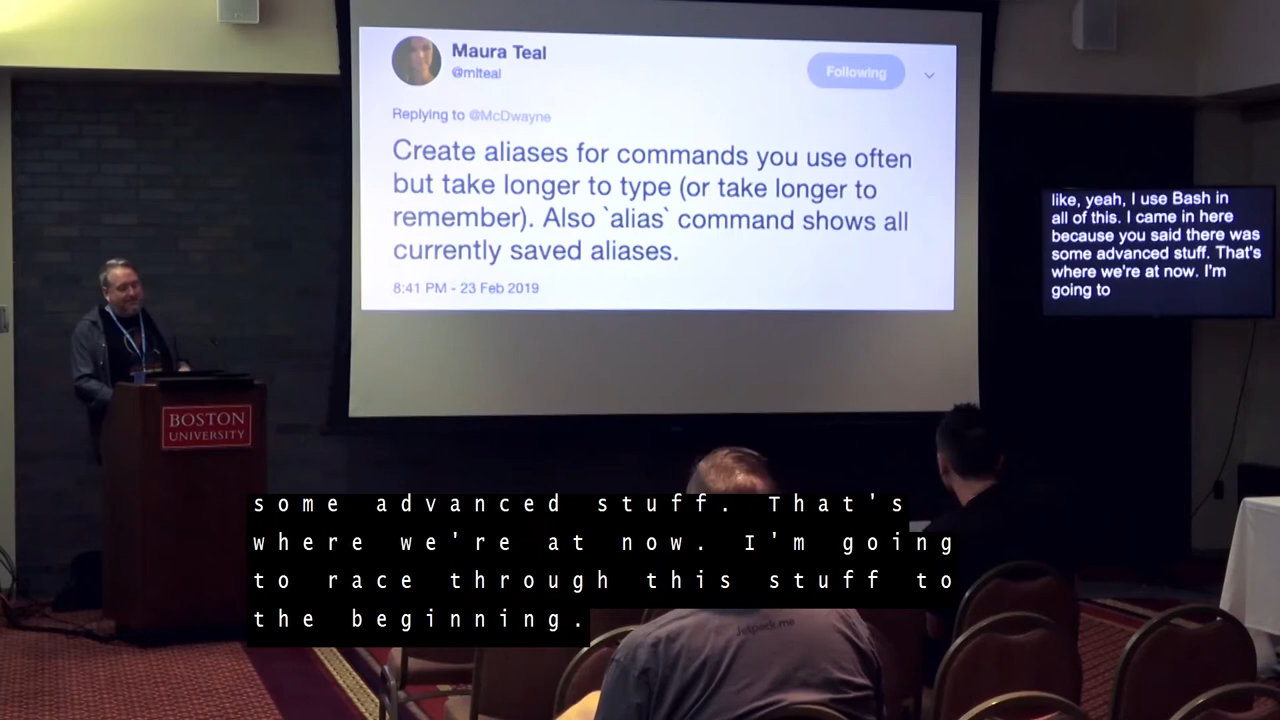 Maura Teal
@mlteal
Following
Replying to @McDwayne
Create aliases for commands you use often
but take longer to type (or take longer to
remember). Also `alias` command shows all
currently saved aliases.
8:41 PM - 23 Feb 2019
like, yeah, I use Bash in
all of this. I came in here
because you said there was
some advanced stuff. That's
where we're at now. I'm
going to
BOSTON
UNIVERSITY
some advanced stuff. That's
where we're at now. I'm going
to race through this stuff to
the beginning.
Jetpack.me